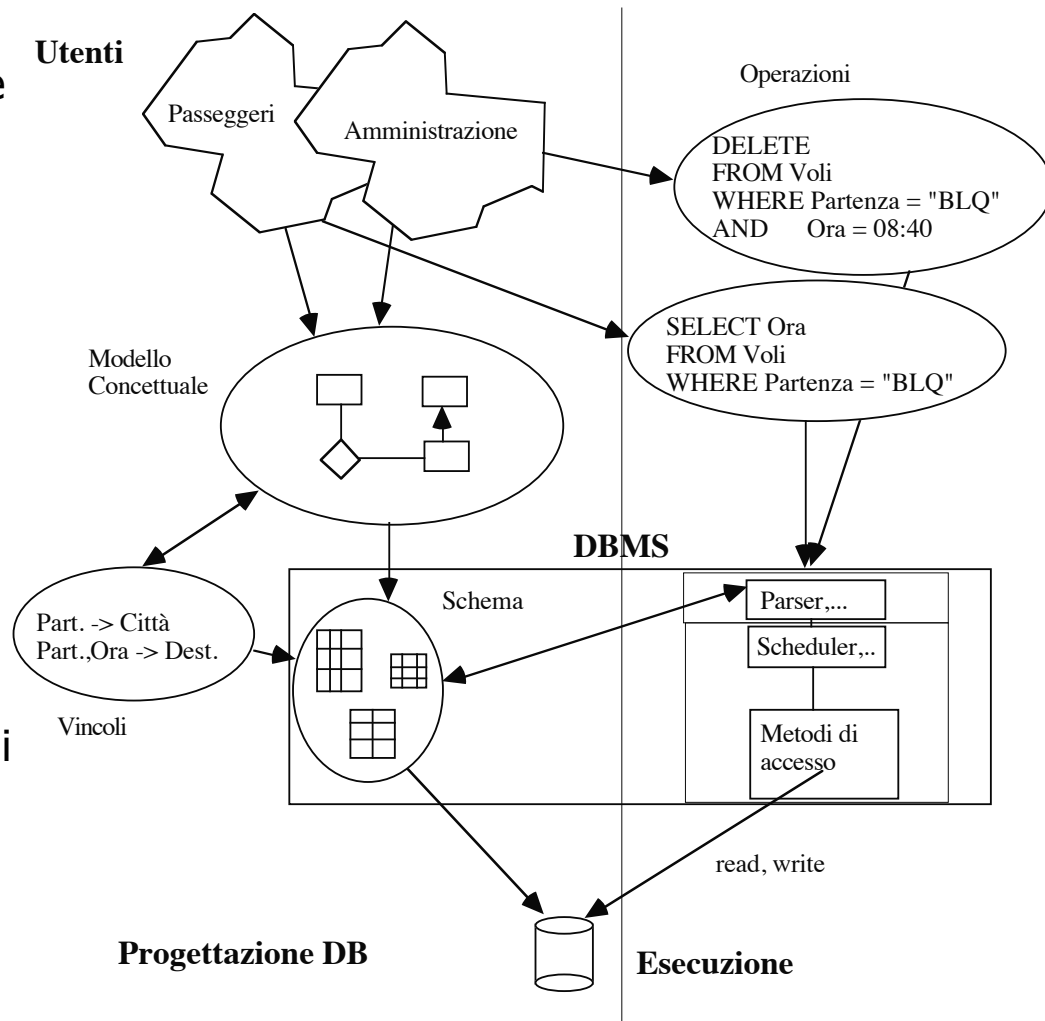 Utenti
e
Passeggeri
Amministrazione
Operazioni
DELETE
FROM Voli
WHERE Partenza = "BLQ"
AND Ora = 08:40
SELECT Ora
FROM Voli
WHERE Partenza = "BLQ"
Modello
Concettuale
DBMS
Schema
Parser,...
Scheduler,..
Metodi di
accesso
Part. -> Città
Part.,Ora -> Dest.
Vincoli
i
read, write
Progettazione DB
Esecuzione